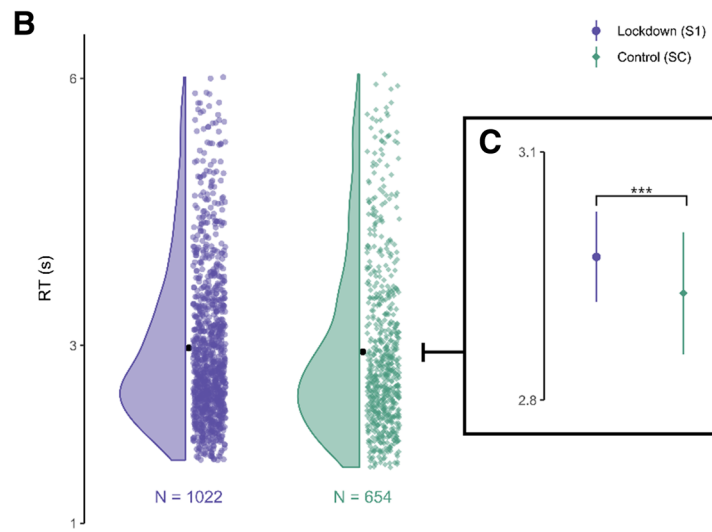 B
Lockdown (S1)
Control (SC)
6
RT (s)
3
1
N = 1022
N = 654
C
3.1
***
2.8